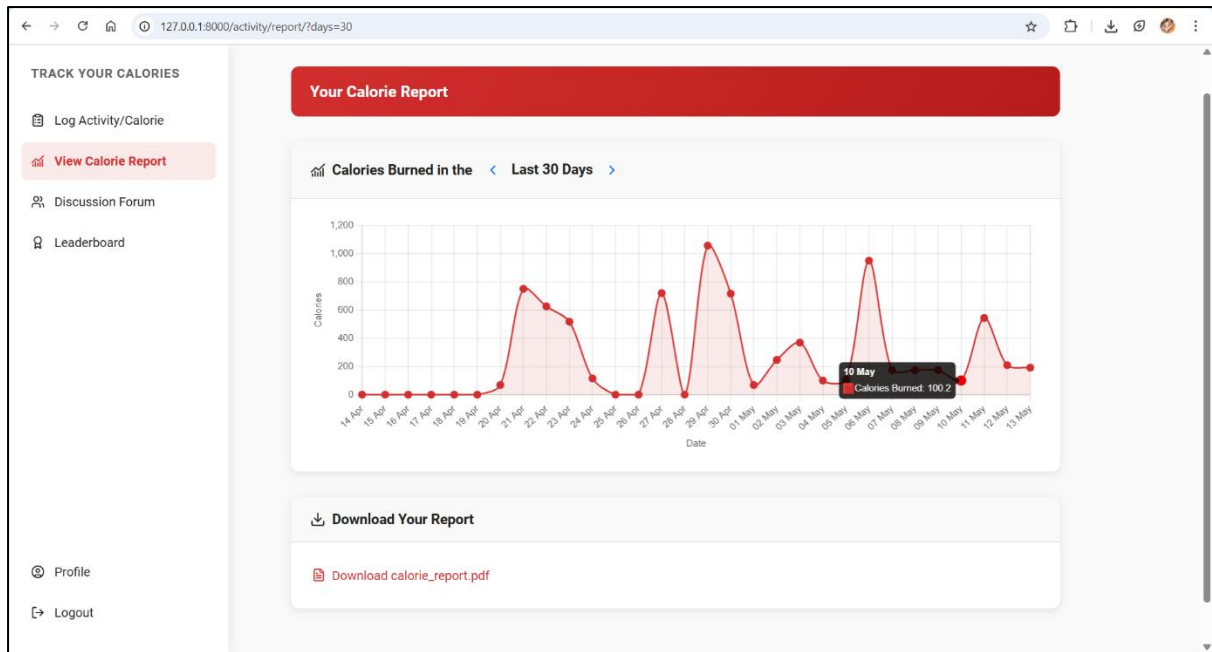 127.0.0.1:8000/activity/report/?days=30
TRACK YOUR CALORIES
Log Activity/Calorie
View Calorie Report
Discussion Forum
Leaderboard
Profile
Logout
Your Calorie Report
Calories Burned in the < Last 30 Days >
1,200
1,000
800
600
400
200
0
Calories
10 May
Calories Burned: 100.2
14 Apr 15 Apr 16 Apr 17 Apr 18 Apr 19 Apr 20 Apr 21 Apr 22 Apr 23 Apr 24 Apr 25 Apr 26 Apr 27 Apr 28 Apr 29 Apr 30 Apr 01 May 02 May 03 May 04 May 05 May 06 May 07 May 08 May 09 May 10 May 11 May 12 May 13 May
Date
Download Your Report
Download calorie_report.pdf